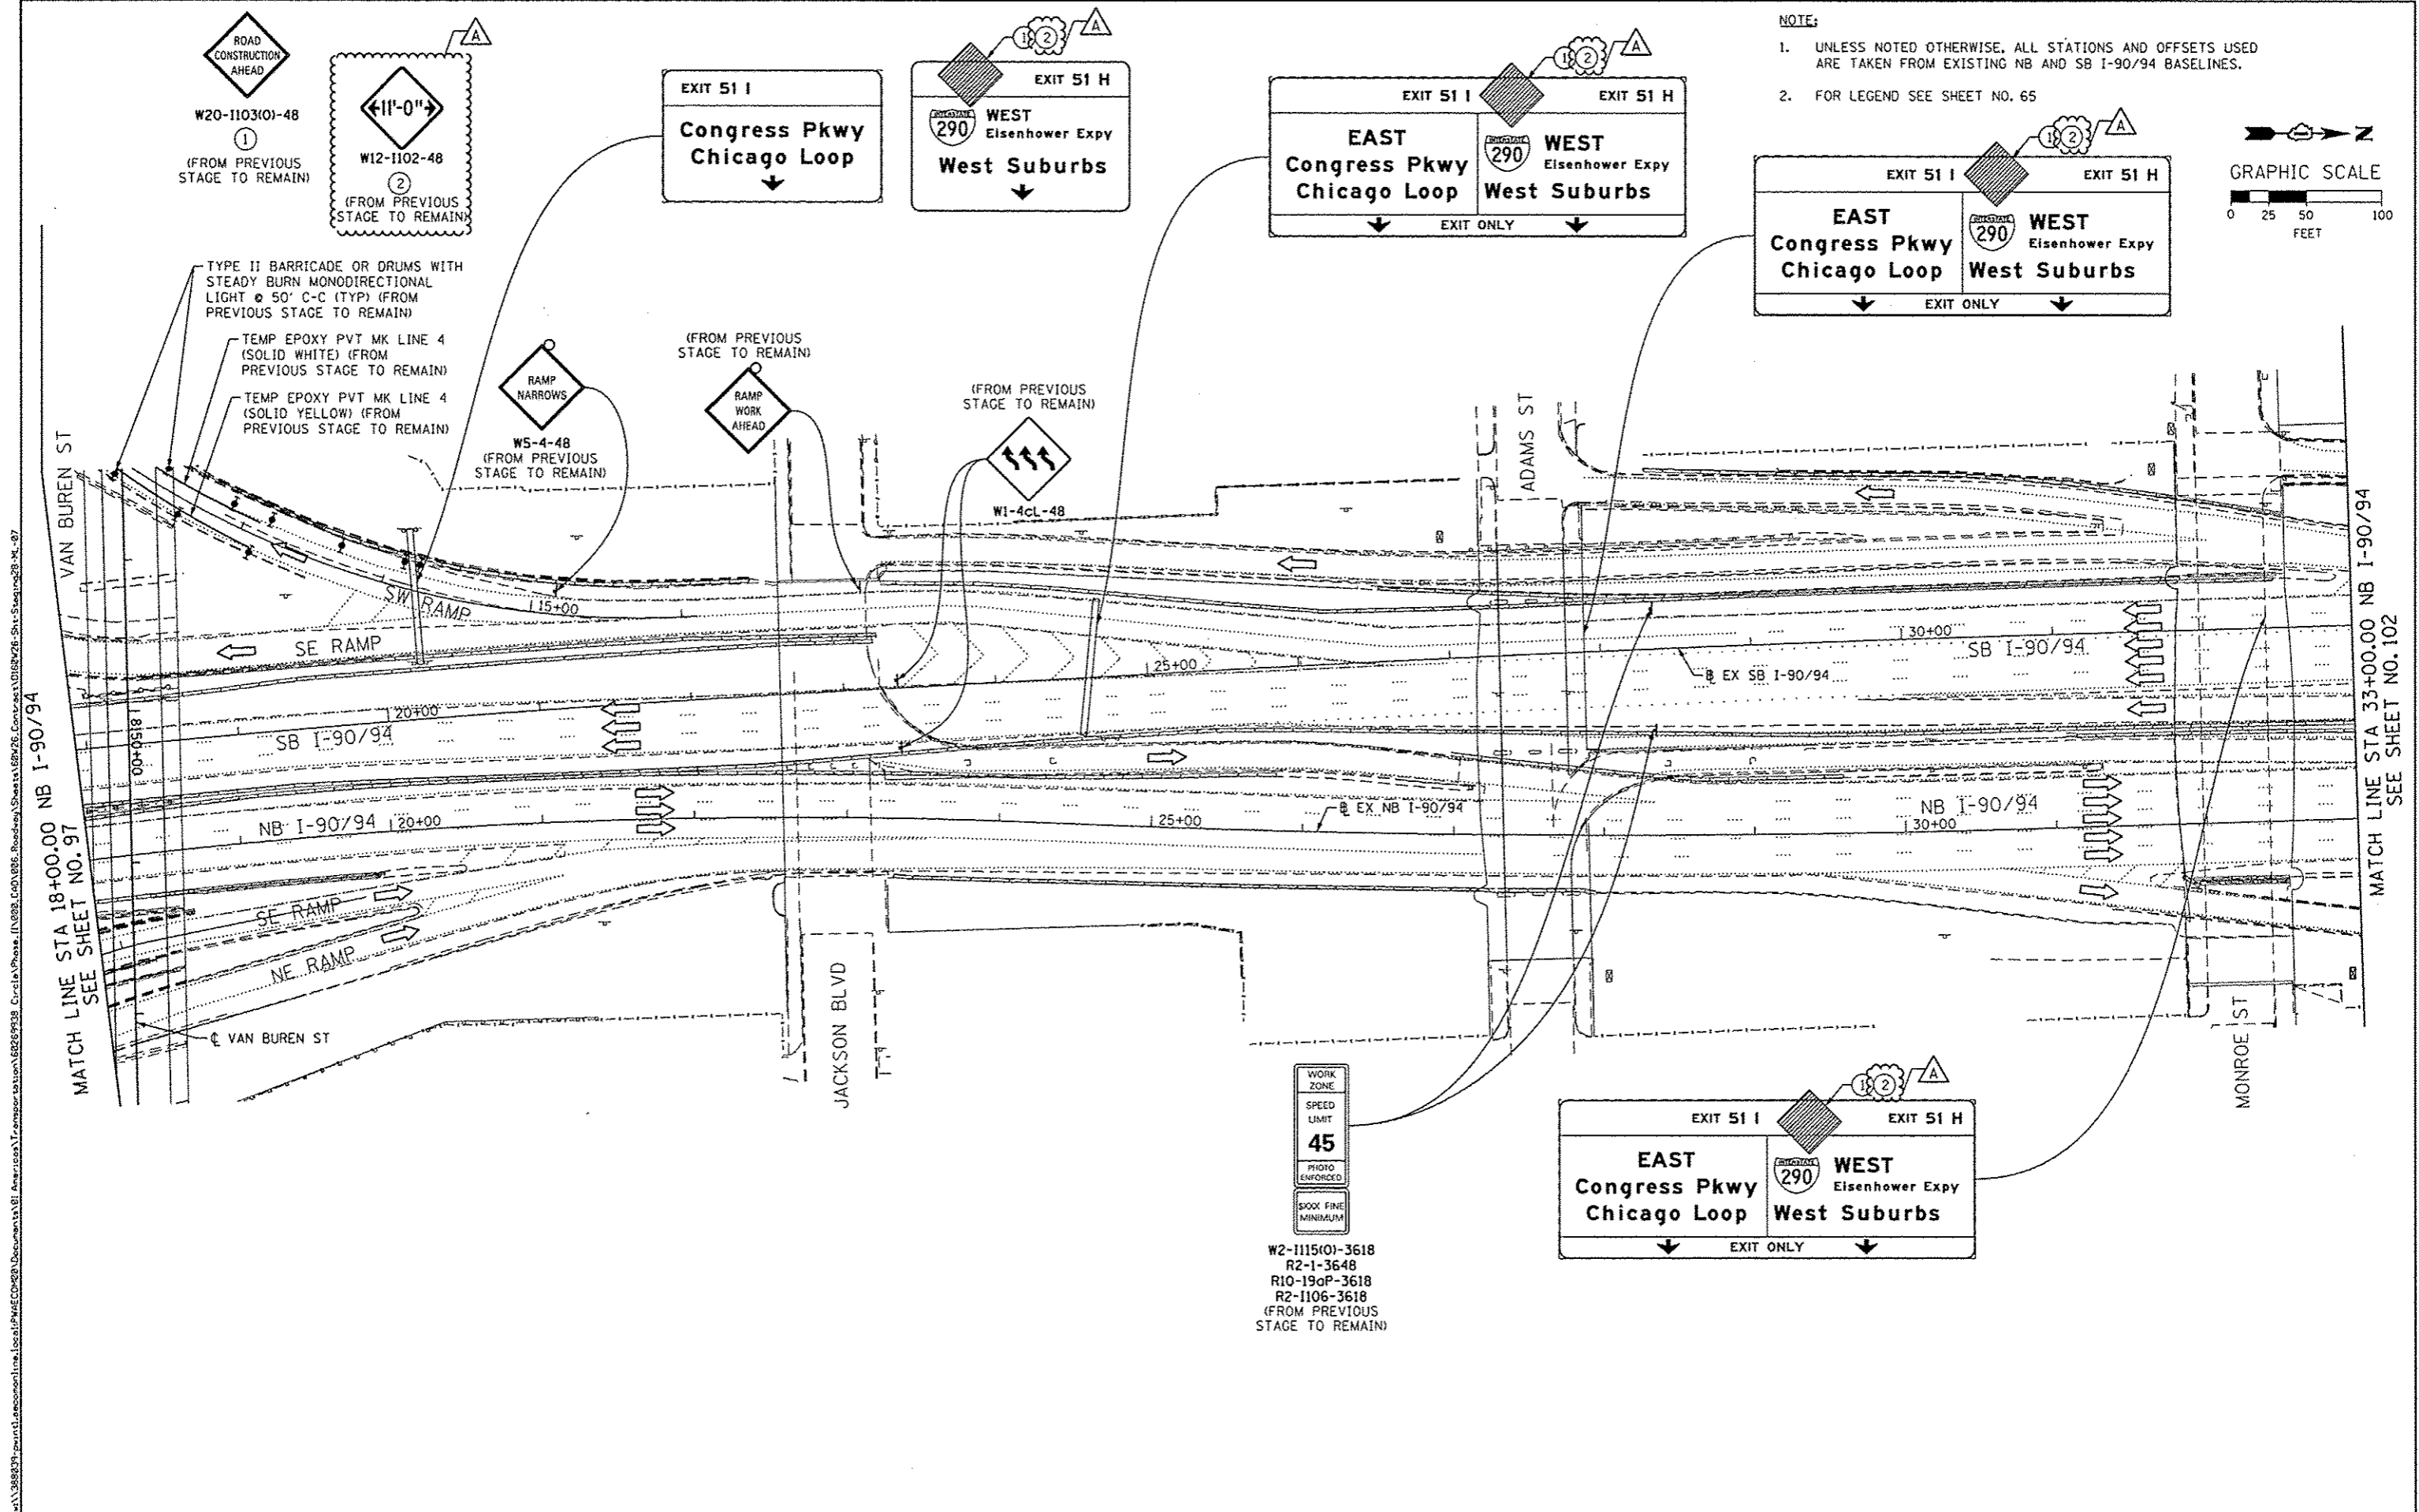 ROAD
CONSTRUCTION
AHEAD
W20-I103(O)-48
1
(FROM PREVIOUS
STAGE TO REMAIN)
A
11'-0"
W12-I102-48
2
(FROM PREVIOUS
STAGE TO REMAIN)
EXIT 51 I
Congress Pkwy
Chicago Loop
1 2 A
EXIT 51 H
INTERSTATE
290
WEST
Eisenhower Expy
West Suburbs
1 2 A
EXIT 51 I
EXIT 51 H
EAST
Congress Pkwy
Chicago Loop
INTERSTATE
290
WEST
Eisenhower Expy
West Suburbs
EXIT ONLY
NOTE:
1. UNLESS NOTED OTHERWISE, ALL STATIONS AND OFFSETS USED
ARE TAKEN FROM EXISTING NB AND SB I-90/94 BASELINES.
2. FOR LEGEND SEE SHEET NO. 65
1 2 A
EXIT 51 I
EXIT 51 H
EAST
Congress Pkwy
Chicago Loop
INTERSTATE
290
WEST
Eisenhower Expy
West Suburbs
EXIT ONLY
N
GRAPHIC SCALE
0 25 50 100
FEET
TYPE II BARRICADE OR DRUMS WITH
STEADY BURN MONODIRECTIONAL
LIGHT @ 50' C-C (TYP) (FROM
PREVIOUS STAGE TO REMAIN)
TEMP EPOXY PVT MK LINE 4
(SOLID WHITE) (FROM
PREVIOUS STAGE TO REMAIN)
TEMP EPOXY PVT MK LINE 4
(SOLID YELLOW) (FROM
PREVIOUS STAGE TO REMAIN)
RAMP
NARROWS
W5-4-48
(FROM PREVIOUS
STAGE TO REMAIN)
(FROM PREVIOUS
STAGE TO REMAIN)
RAMP
WORK
AHEAD
(FROM PREVIOUS
STAGE TO REMAIN)
W1-4cL-48
VAN BUREN ST
ADAMS ST
SW RAMP
15+00
SE RAMP
20+00
SB I-90/94
8150+00
25+00
30+00
SB I-90/94
℄ EX SB I-90/94
NB I-90/94
20+00
25+00
℄ EX NB I-90/94
NB I-90/94
30+00
SE RAMP
NE RAMP
℄ VAN BUREN ST
JACKSON BLVD
MONROE ST
MATCH LINE STA 18+00.00 NB I-90/94
SEE SHEET NO. 97
MATCH LINE STA 33+00.00 NB I-90/94
SEE SHEET NO. 102
WORK
ZONE
SPEED
LIMIT
45
PHOTO
ENFORCED
$XXX FINE
MINIMUM
W2-I115(O)-3618
R2-1-3648
R10-19aP-3618
R2-I106-3618
(FROM PREVIOUS
STAGE TO REMAIN)
1 2 A
EXIT 51 I
EXIT 51 H
EAST
Congress Pkwy
Chicago Loop
INTERSTATE
290
WEST
Eisenhower Expy
West Suburbs
EXIT ONLY